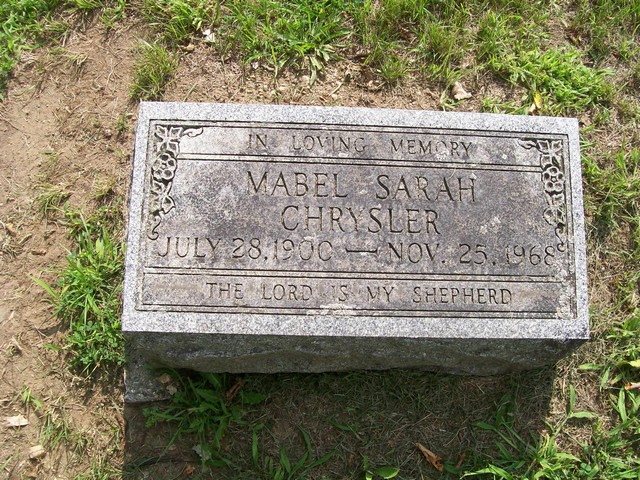 IN LOVING MEMORY
MABEL SARAH
CHRYSLER
JULY 28, 1900 — NOV. 25, 1968
THE LORD IS MY SHEPHERD